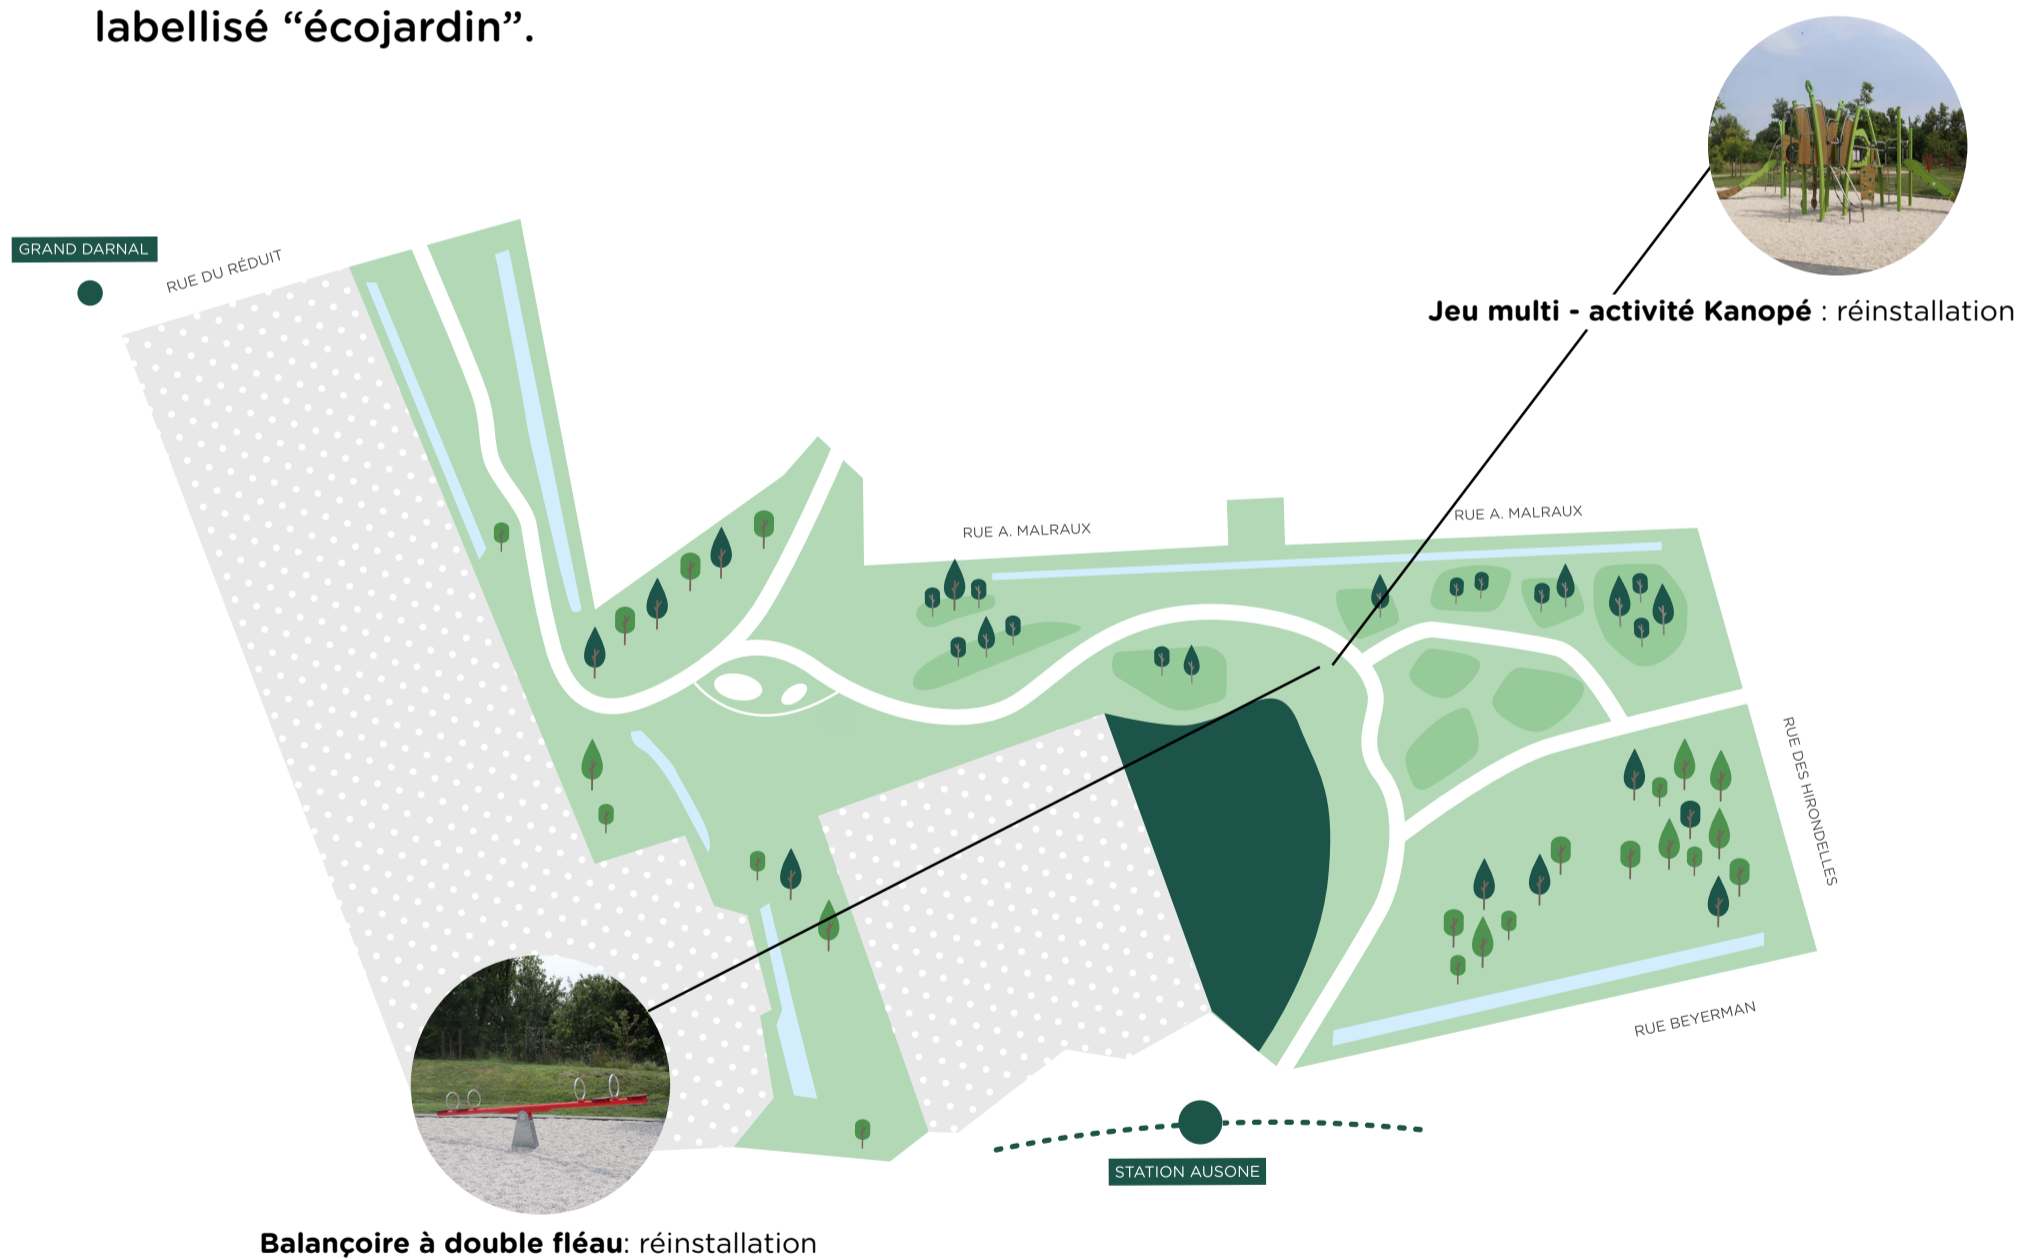 labellisé “écojardin”.
GRAND DARNAL
RUE DU RÉDUIT
Jeu multi - activité Kanopé : réinstallation
RUE A. MALRAUX
RUE A. MALRAUX
RUE DES HIRONDELLES
RUE BEYERMAN
STATION AUSONE
Balançoire à double fléau: réinstallation